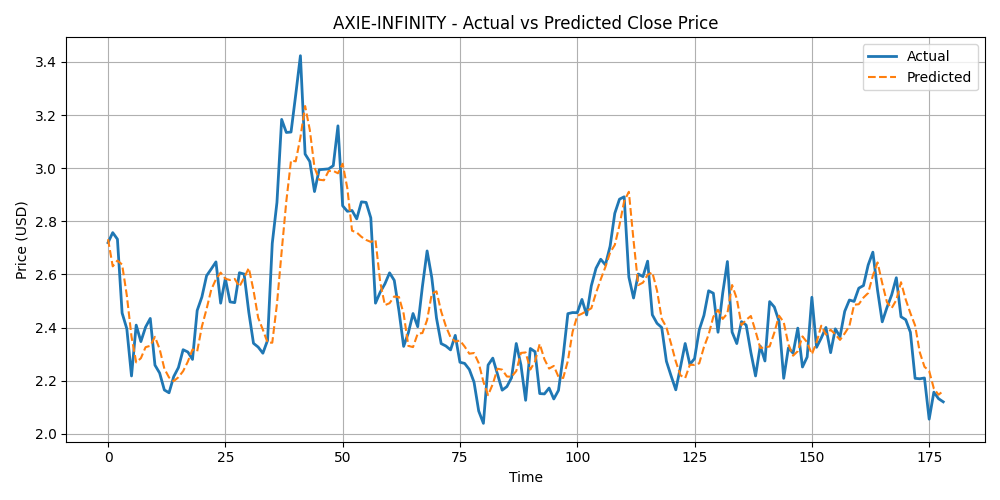 AXIE-INFINITY - Actual vs Predicted Close Price
Actual
Predicted
Price (USD)
3.4
3.2
3.0
2.8
2.6
2.4
2.2
2.0
0 25 50 75 100 125 150 175
Time